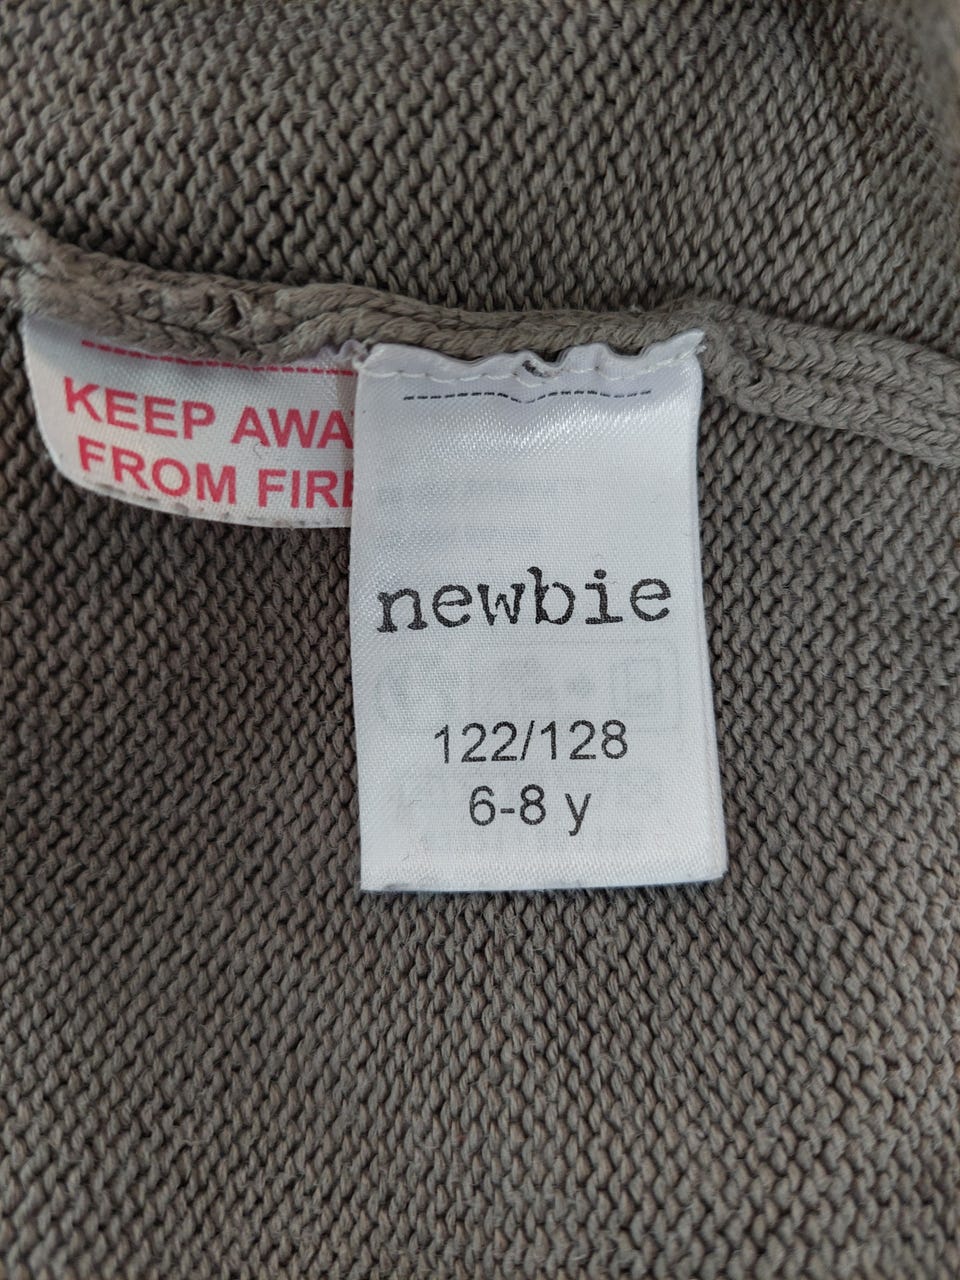 KEEP AWA
FROM FIR
newbie
122/128
6-8 y